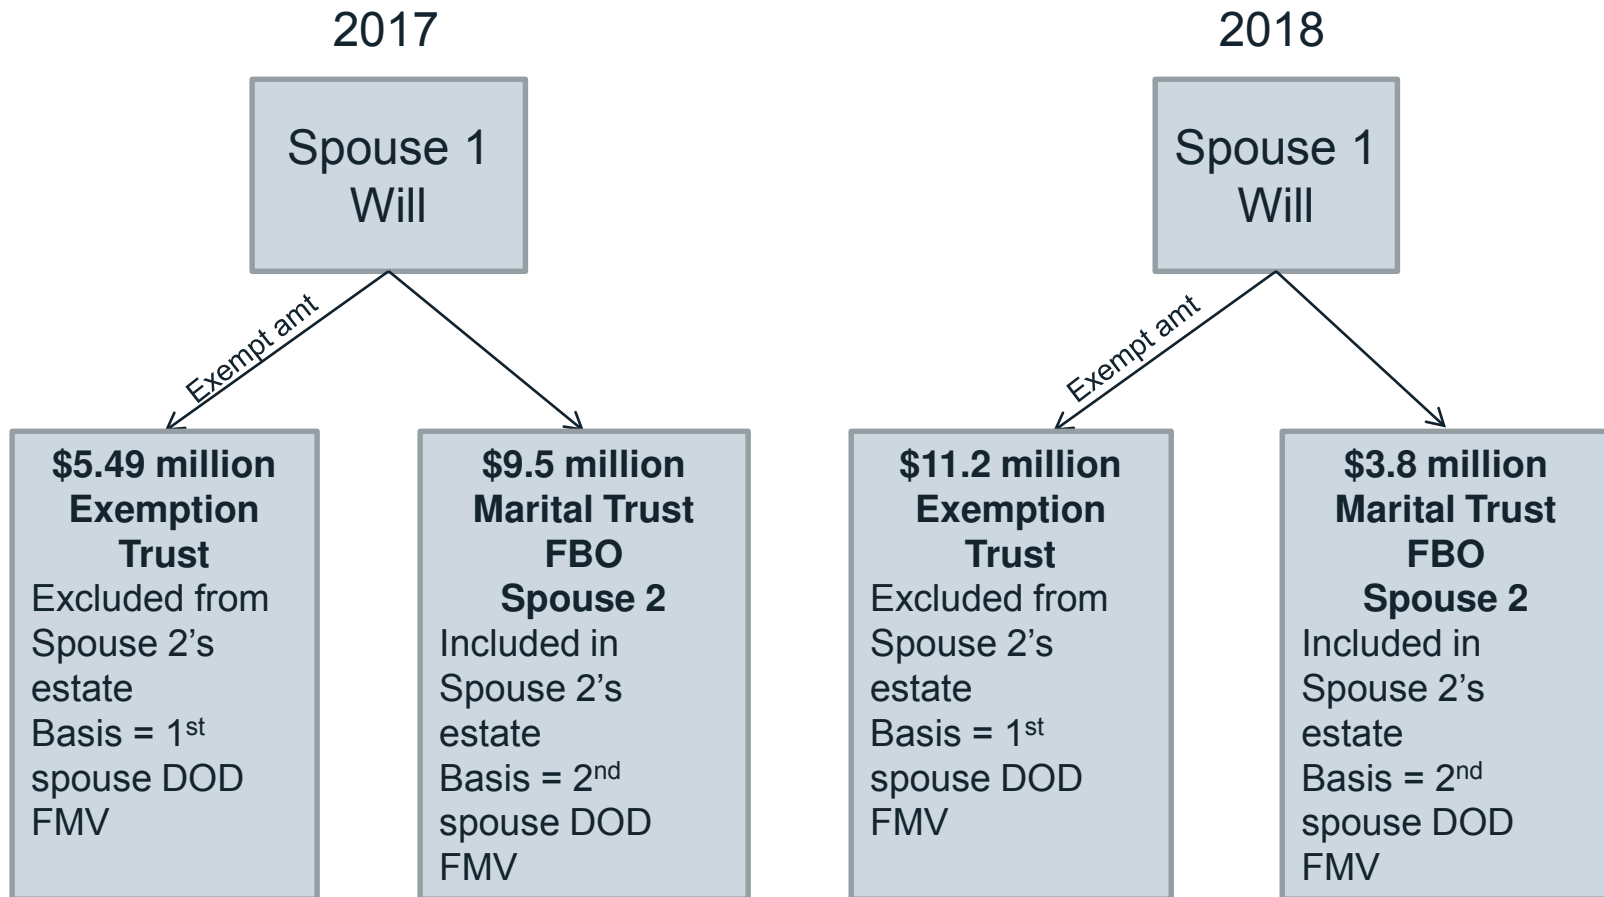 2017
Spouse 1
Will
Exempt amt
$5.49 million
Exemption
Trust
Excluded from
Spouse 2’s
estate
Basis = 1st
spouse DOD
FMV
$9.5 million
Marital Trust
FBO
Spouse 2
Included in
Spouse 2’s
estate
Basis = 2nd
spouse DOD
FMV
2018
Spouse 1
Will
Exempt amt
$11.2 million
Exemption
Trust
Excluded from
Spouse 2’s
estate
Basis = 1st
spouse DOD
FMV
$3.8 million
Marital Trust
FBO
Spouse 2
Included in
Spouse 2’s
estate
Basis = 2nd
spouse DOD
FMV